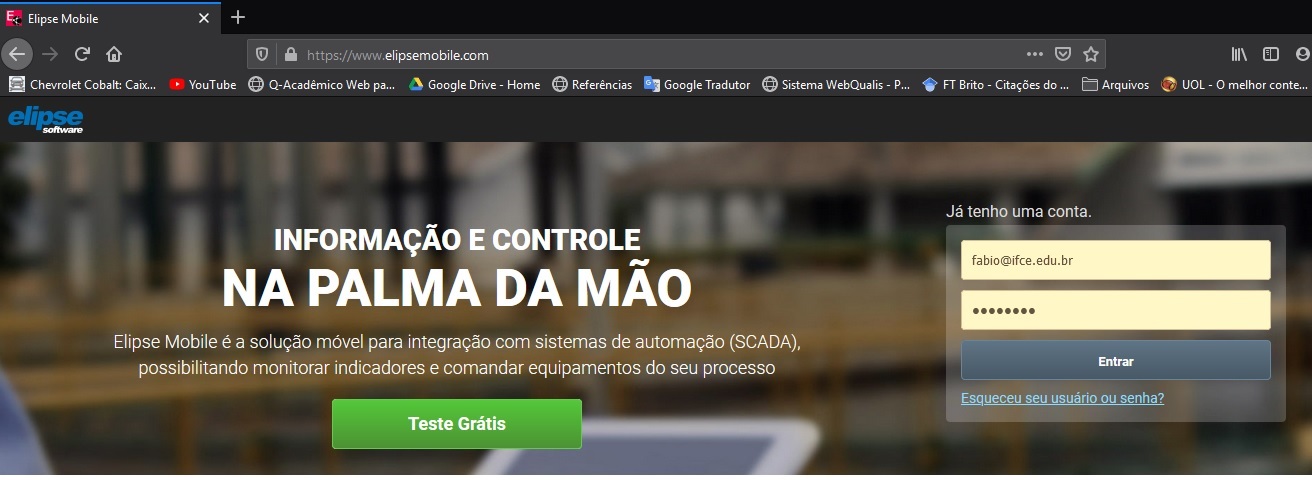 Elipse Mobile
https://www.elipsemobile.com
Chevrolet Cobalt: Caix...
YouTube
Q-Acadêmico Web pa...
Google Drive - Home
Referências
Google Tradutor
Sistema WebQualis - P...
FT Brito - Citações do ...
Arquivos
UOL - O melhor conte...
elipse
software
INFORMAÇÃO E CONTROLE
NA PALMA DA MÃO
Elipse Mobile é a solução móvel para integração com sistemas de automação (SCADA),
possibilitando monitorar indicadores e comandar equipamentos do seu processo
Teste Grátis
Já tenho uma conta.
fabio@ifce.edu.br
••••••••
Entrar
Esqueceu seu usuário ou senha?